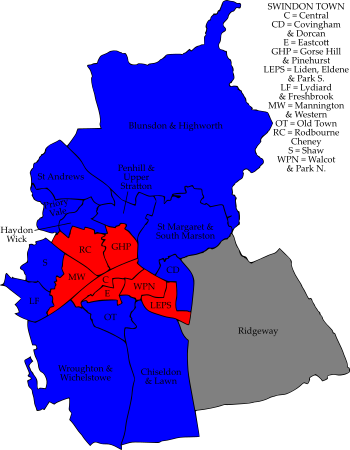 SWINDON TOWN
C = Central
CD = Covingham
& Dorcan
E = Eastcott
GHP = Gorse Hill
& Pinehurst
LEPS = Liden, Eldene
& Park S.
LF = Lydiard
& Freshbrook
MW = Mannington
& Western
OT = Old Town
RC = Rodbourne
Cheney
S = Shaw
WPN = Walcot
& Park N.
Blunsdon & Highworth
Penhill &
Upper
Stratton
St Andrews
Priory
Vale
Haydon
Wick
St Margaret &
South Marston
RC
GHP
S
CD
MW
C
E
WPN
LF
LEPS
OT
Ridgeway
Wroughton &
Wichelstowe
Chiseldon
& Lawn